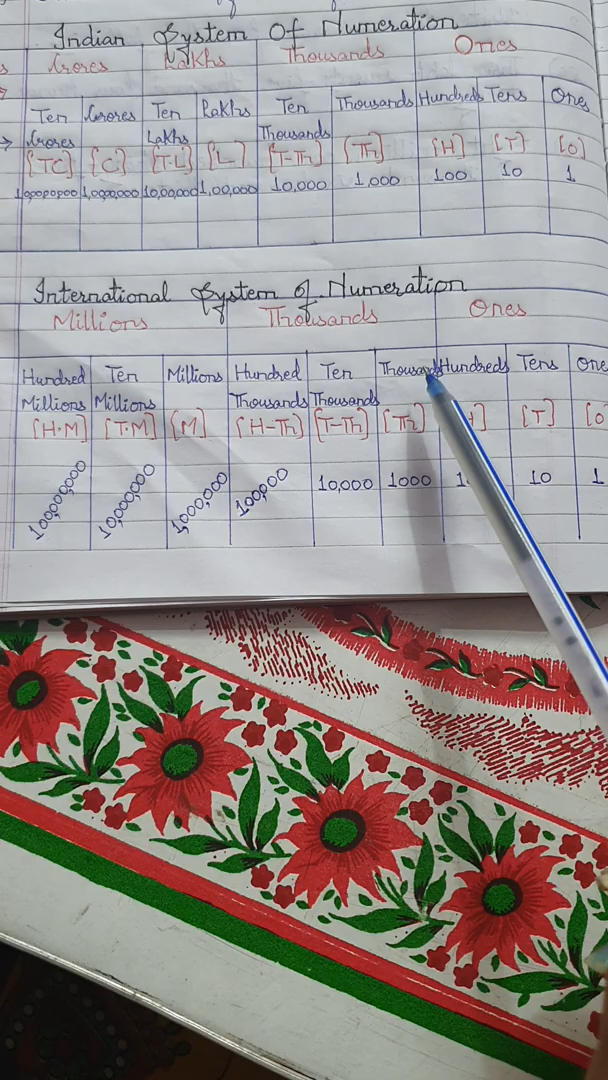 Indian System Of Numeration
Crores Lakhs Thousands Ones
Ten Crores Ten Lakhs Ten Thousands Hundreds Tens Ones
Crores Lakhs Thousands
[TC] [C] [T-L] [L] [T-Th] [Th] [H] [T] [O]
1,00,00,000 10,00,000 1,00,000 10,000 1,000 100 10 1
International System of Numeration
Millions Thousands Ones
Hundred Ten Millions Hundred Ten Thousands Hundreds Tens One
Millions Millions Thousands Thousands
[H.M] [T.M] [M] [H-Th] [T-Th] [Th] [T] [O
100,000,000 10,000,000 1,000,000 100,000 10,000 1000 10 1